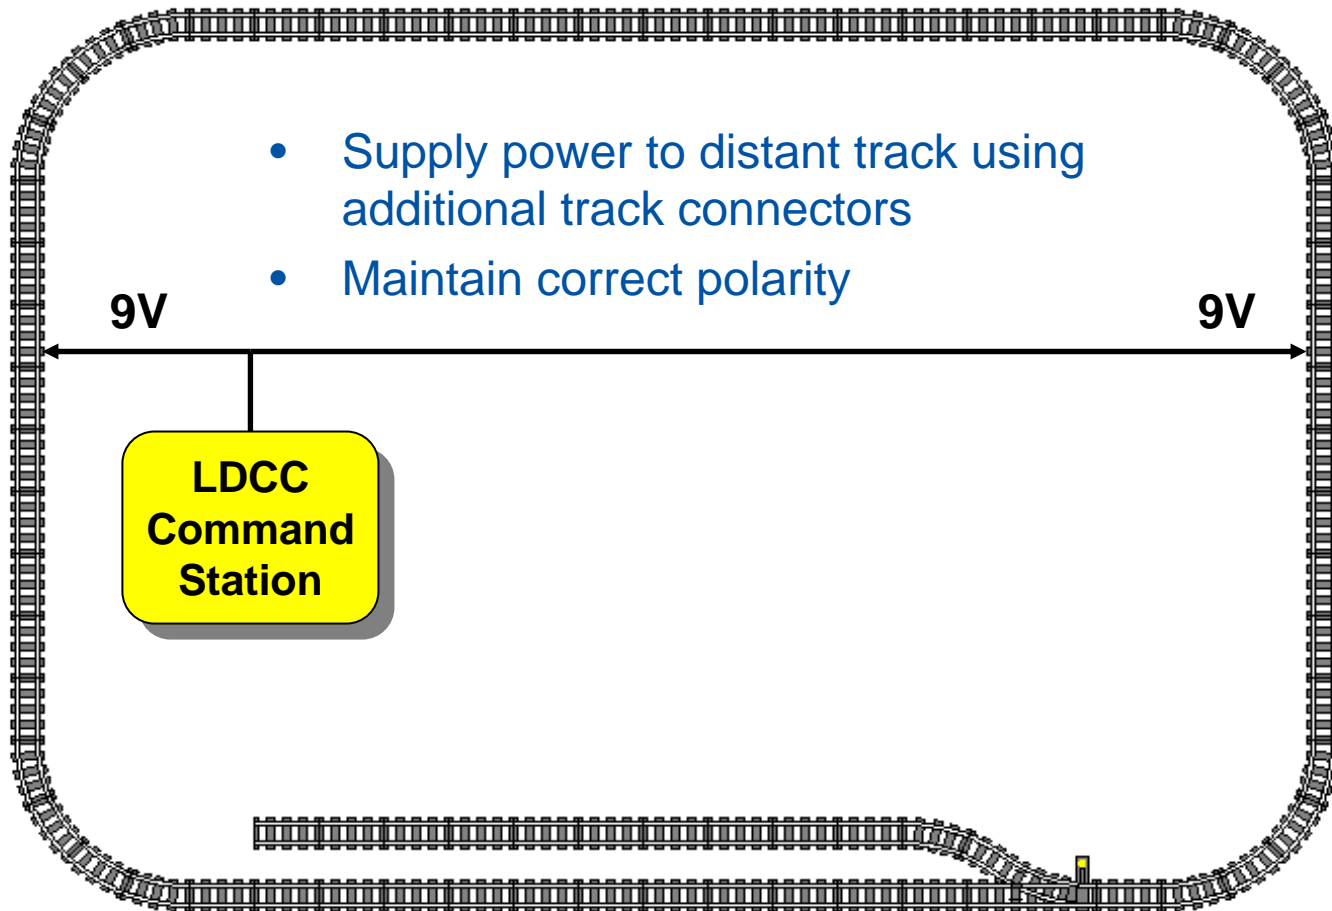 • Supply power to distant track using
additional track connectors
• Maintain correct polarity
9V
9V
LDCC
Command
Station